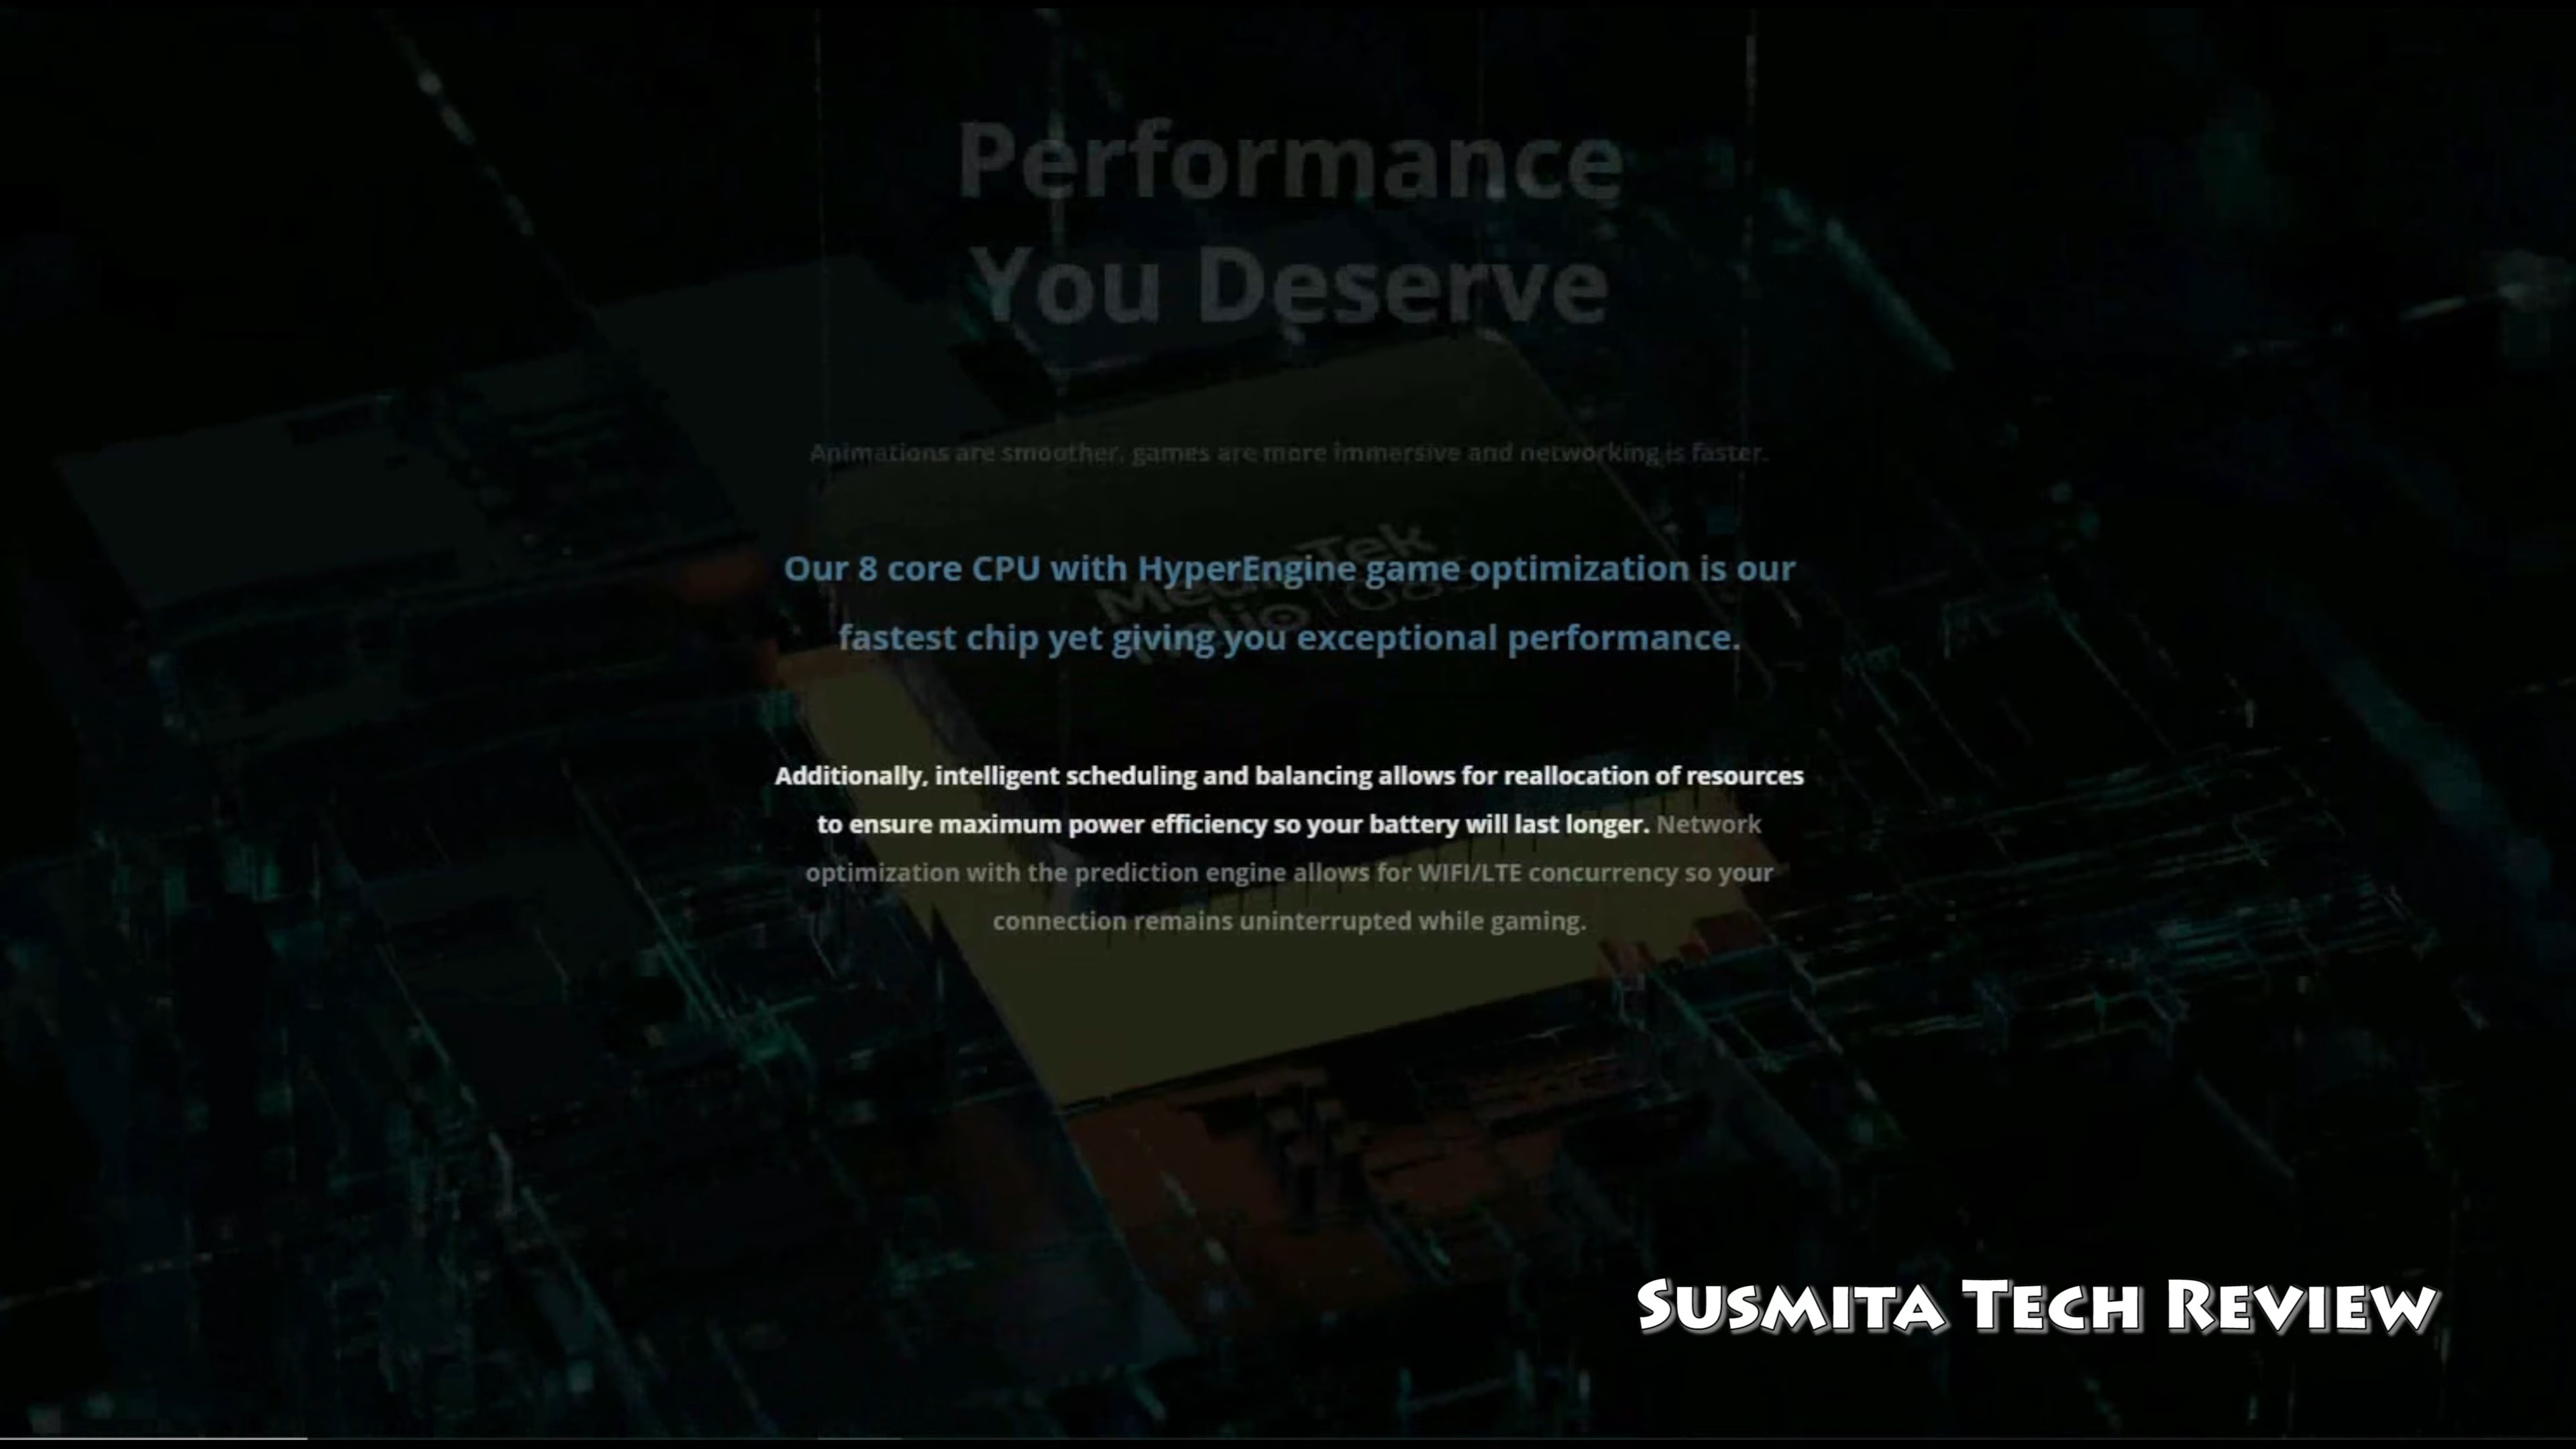 Performance
You Deserve
Animations are smoother, games are more immersive and networking is faster.
MediaTek
Helio | G85
Our 8 core CPU with HyperEngine game optimization is our
fastest chip yet giving you exceptional performance.
Additionally, intelligent scheduling and balancing allows for reallocation of resources
to ensure maximum power efficiency so your battery will last longer. Network
optimization with the prediction engine allows for WIFI/LTE concurrency so your
connection remains uninterrupted while gaming.
Susmita Tech Review